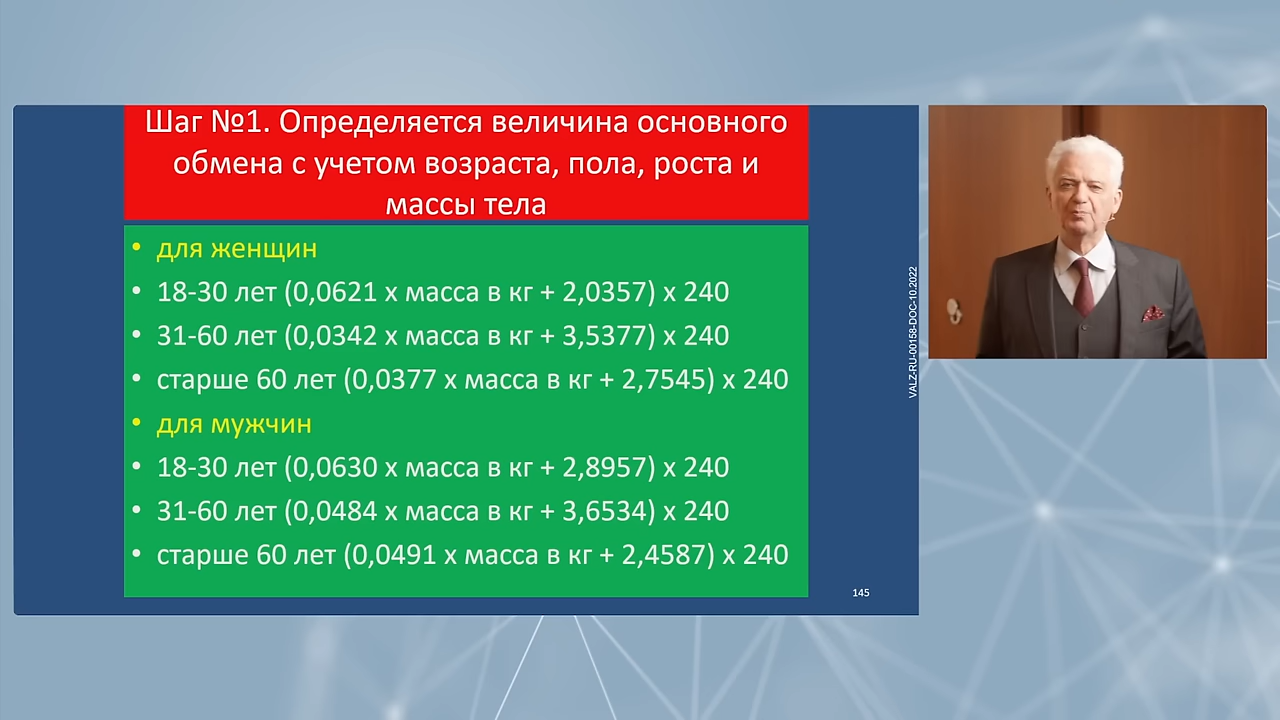 Шаг №1. Определяется величина основного
обмена с учетом возраста, пола, роста и
массы тела
• для женщин
• 18-30 лет (0,0621 х масса в кг + 2,0357) х 240
• 31-60 лет (0,0342 х масса в кг + 3,5377) х 240
• старше 60 лет (0,0377 х масса в кг + 2,7545) х 240
• для мужчин
• 18-30 лет (0,0630 х масса в кг + 2,8957) х 240
• 31-60 лет (0,0484 х масса в кг + 3,6534) х 240
• старше 60 лет (0,0491 х масса в кг + 2,4587) х 240
145
VALZ-RU-00158-DOC-10.2022